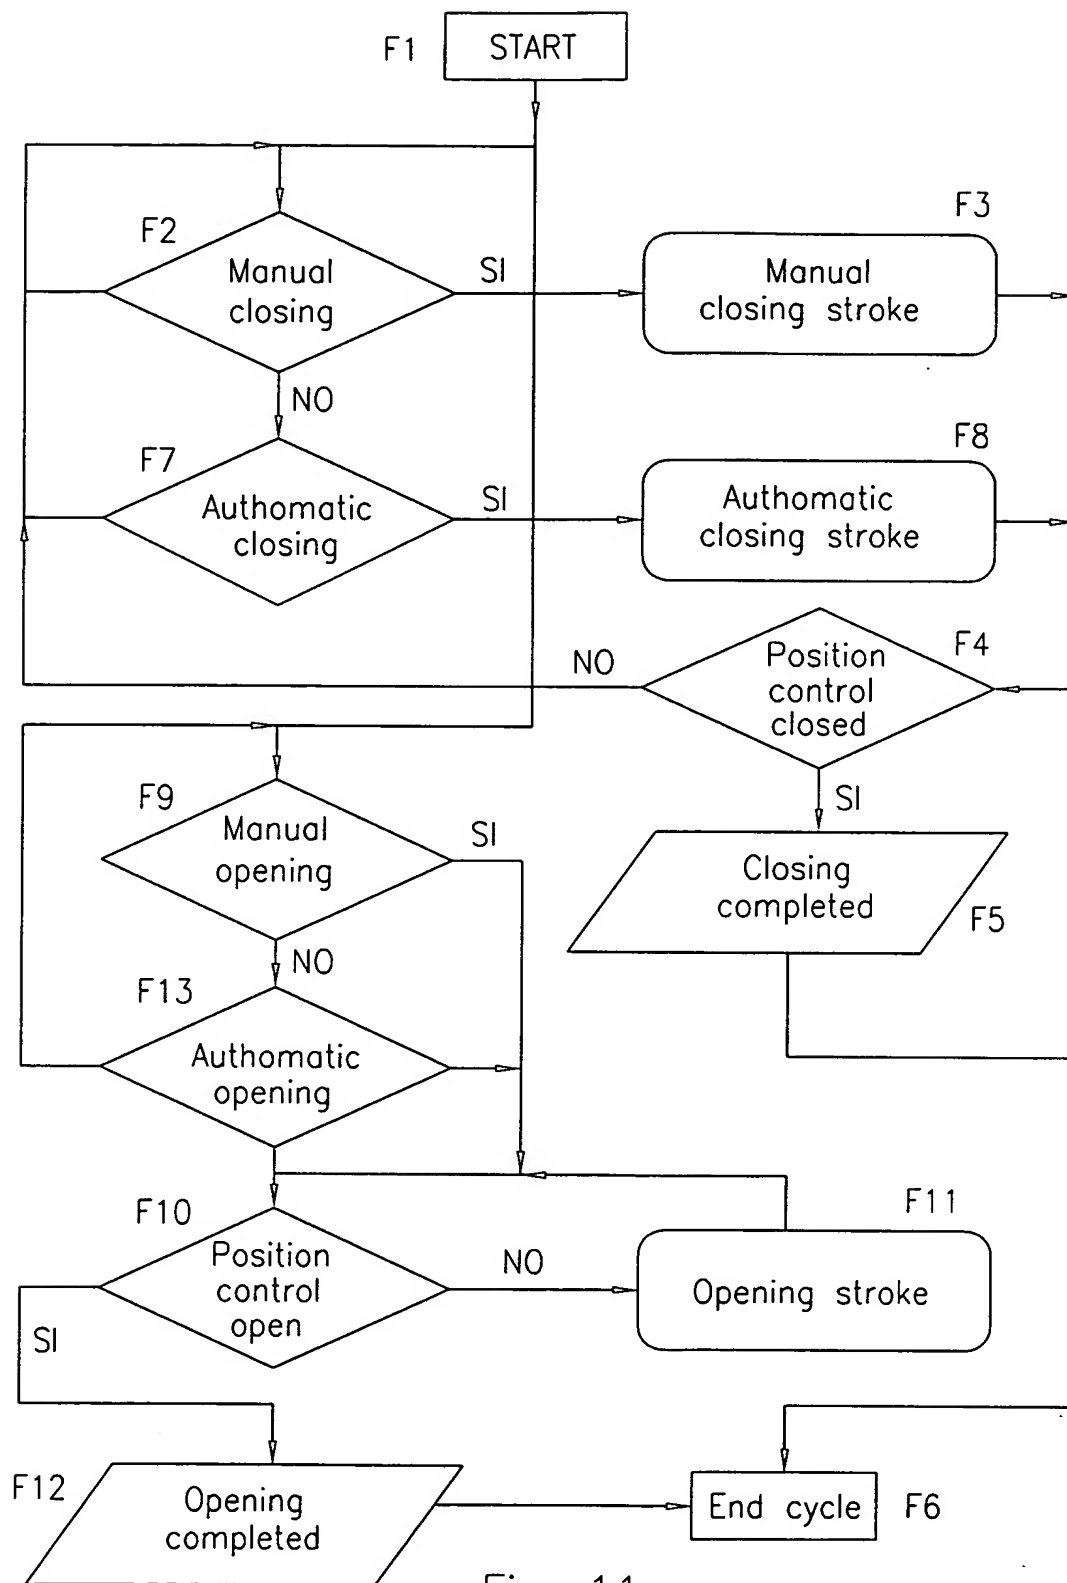 F1
START
F2
Manual
closing
SI
F3
Manual
closing stroke
NO
F7
Authomatic
closing
SI
F8
Authomatic
closing stroke
NO
F4
Position
control
closed
F9
Manual
opening
SI
SI
Closing
completed
F5
NO
F13
Authomatic
opening
F10
Position
control
open
NO
F11
Opening stroke
SI
F12
Opening
completed
End cycle
F6